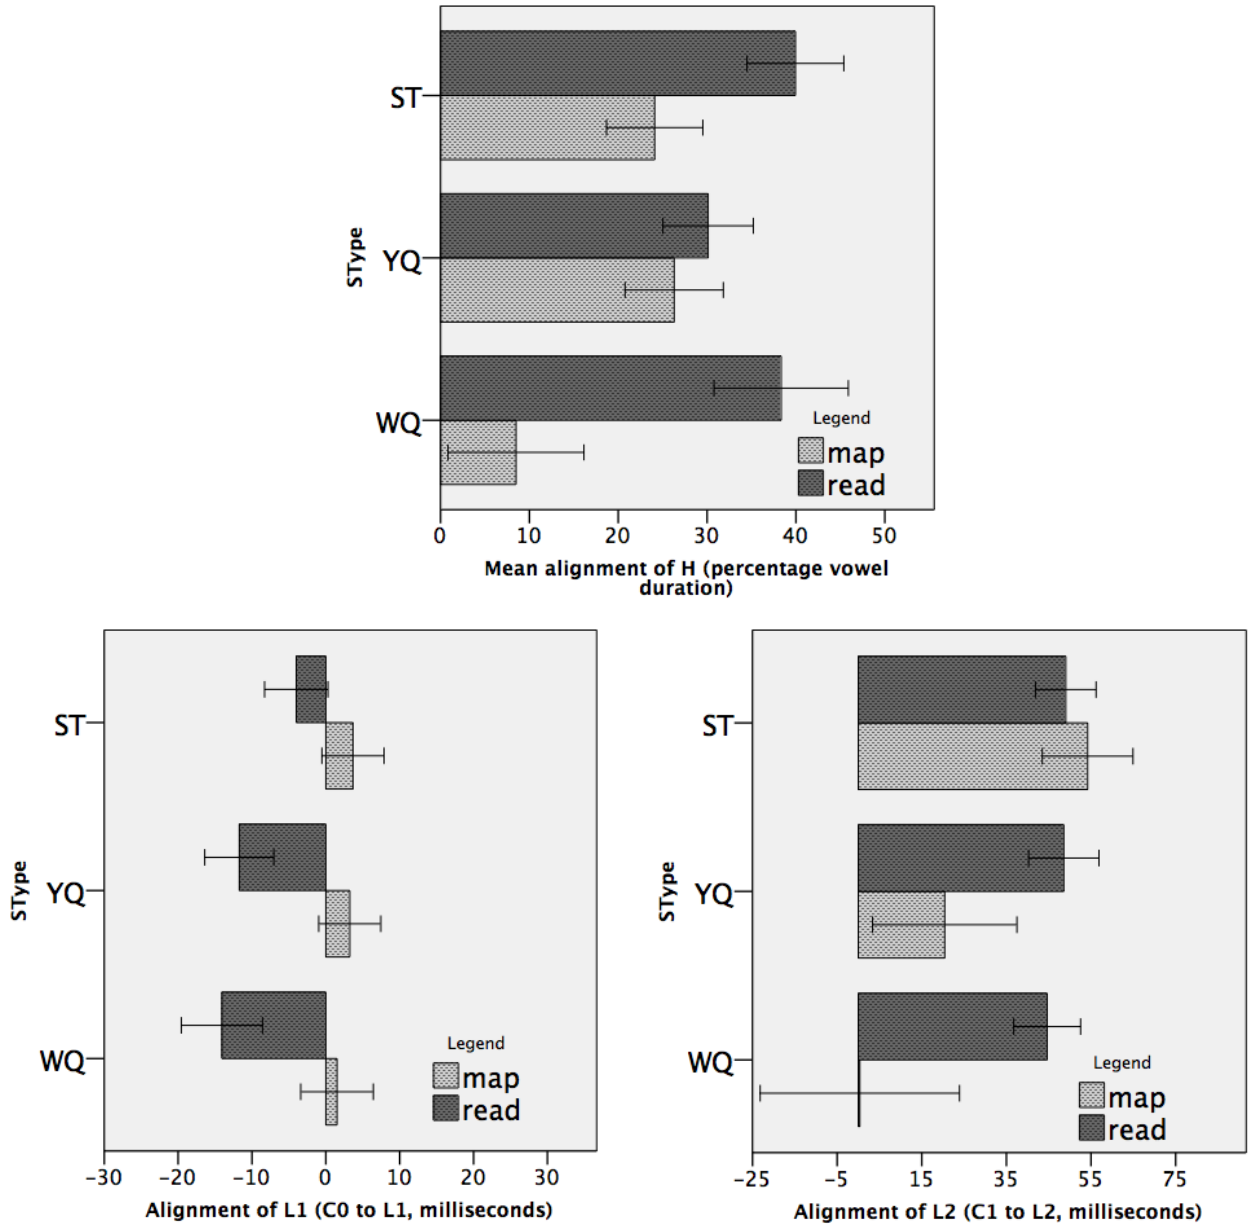 ST
YQ
WQ
SType
Legend
map
read
0 10 20 30 40 50
Mean alignment of H (percentage vowel
duration)
ST
YQ
WQ
SType
Legend
map
read
−30 −20 −10 0 10 20 30
Alignment of L1 (C0 to L1, milliseconds)
ST
YQ
WQ
SType
Legend
map
read
−25 −5 15 35 55 75
Alignment of L2 (C1 to L2, milliseconds)